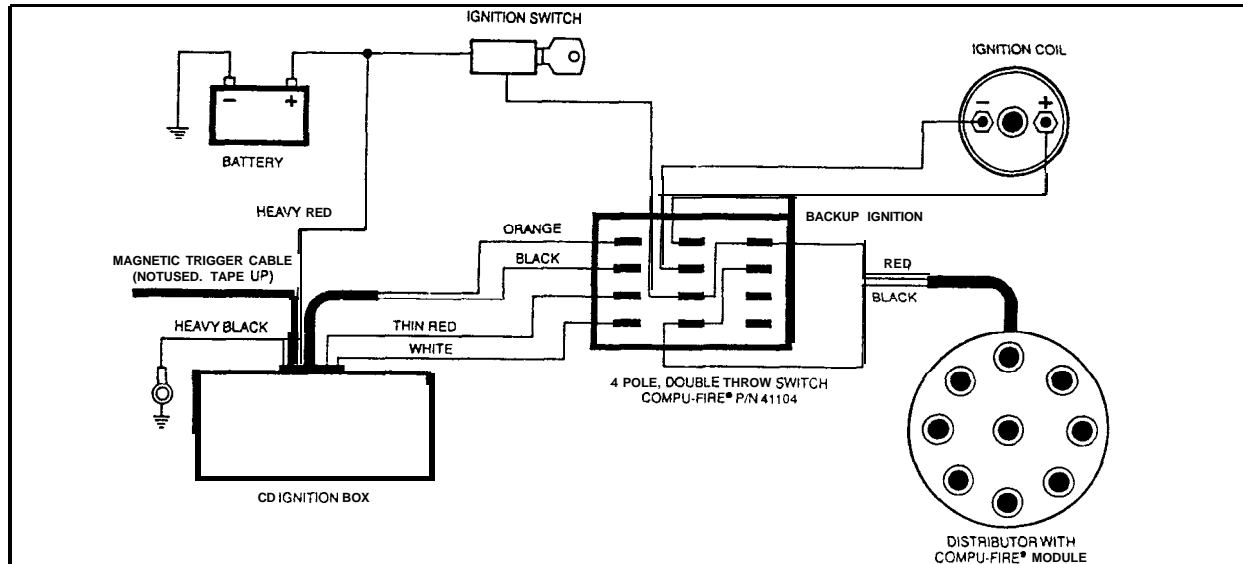 IGNITION SWITCH
IGNITION COIL
- +
- +
BATTERY
HEAVY RED
BACKUP IGNITION
ORANGE
MAGNETIC TRIGGER CABLE
(NOTUSED. TAPE UP)
BLACK
RED
BLACK
HEAVY BLACK
THIN RED
WHITE
4 POLE, DOUBLE THROW SWITCH
COMPU-FIRE® P/N 41104
CD IGNITION BOX
DISTRIBUTOR WITH
COMPU-FIRE® MODULE